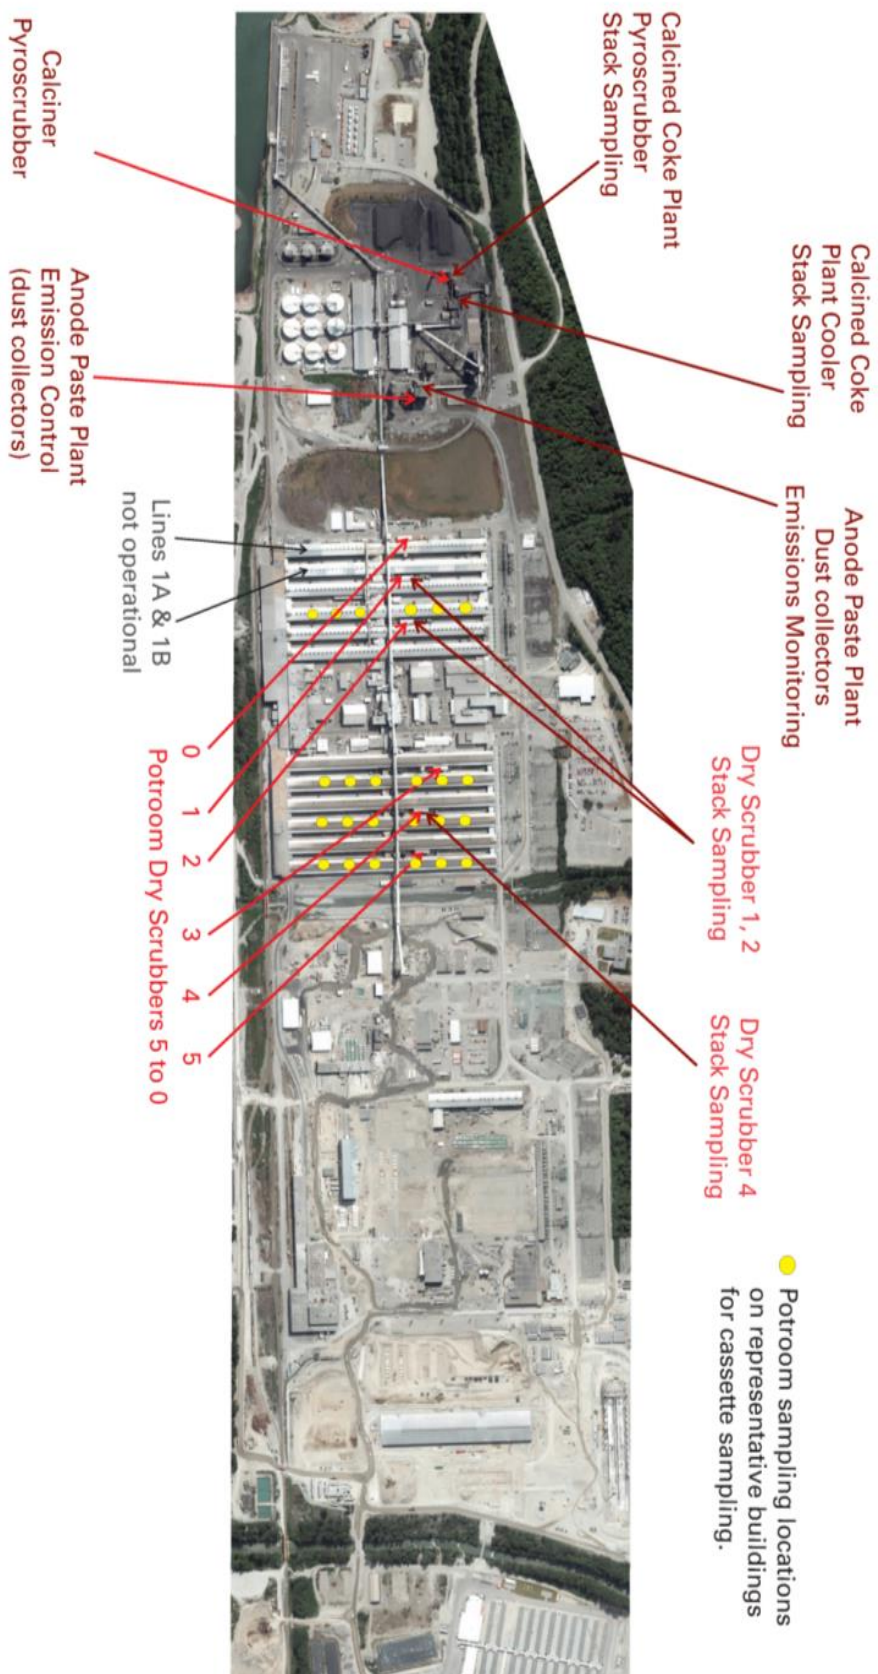 Calcined Coke Plant
Pyroscrubber
Stack Sampling
Calcined Coke
Plant Cooler
Stack Sampling
Anode Paste Plant
Dust collectors
Emissions Monitoring
Dry Scrubber 1, 2
Stack Sampling
Dry Scrubber 4
Stack Sampling
Potroom sampling locations
on representative buildings
for cassette sampling.
Calciner
Pyroscrubber
Anode Paste Plant
Emission Control
(dust collectors)
Lines 1A & 1B
not operational
0 1 2 3 4 5
Potroom Dry Scrubbers 5 to 0